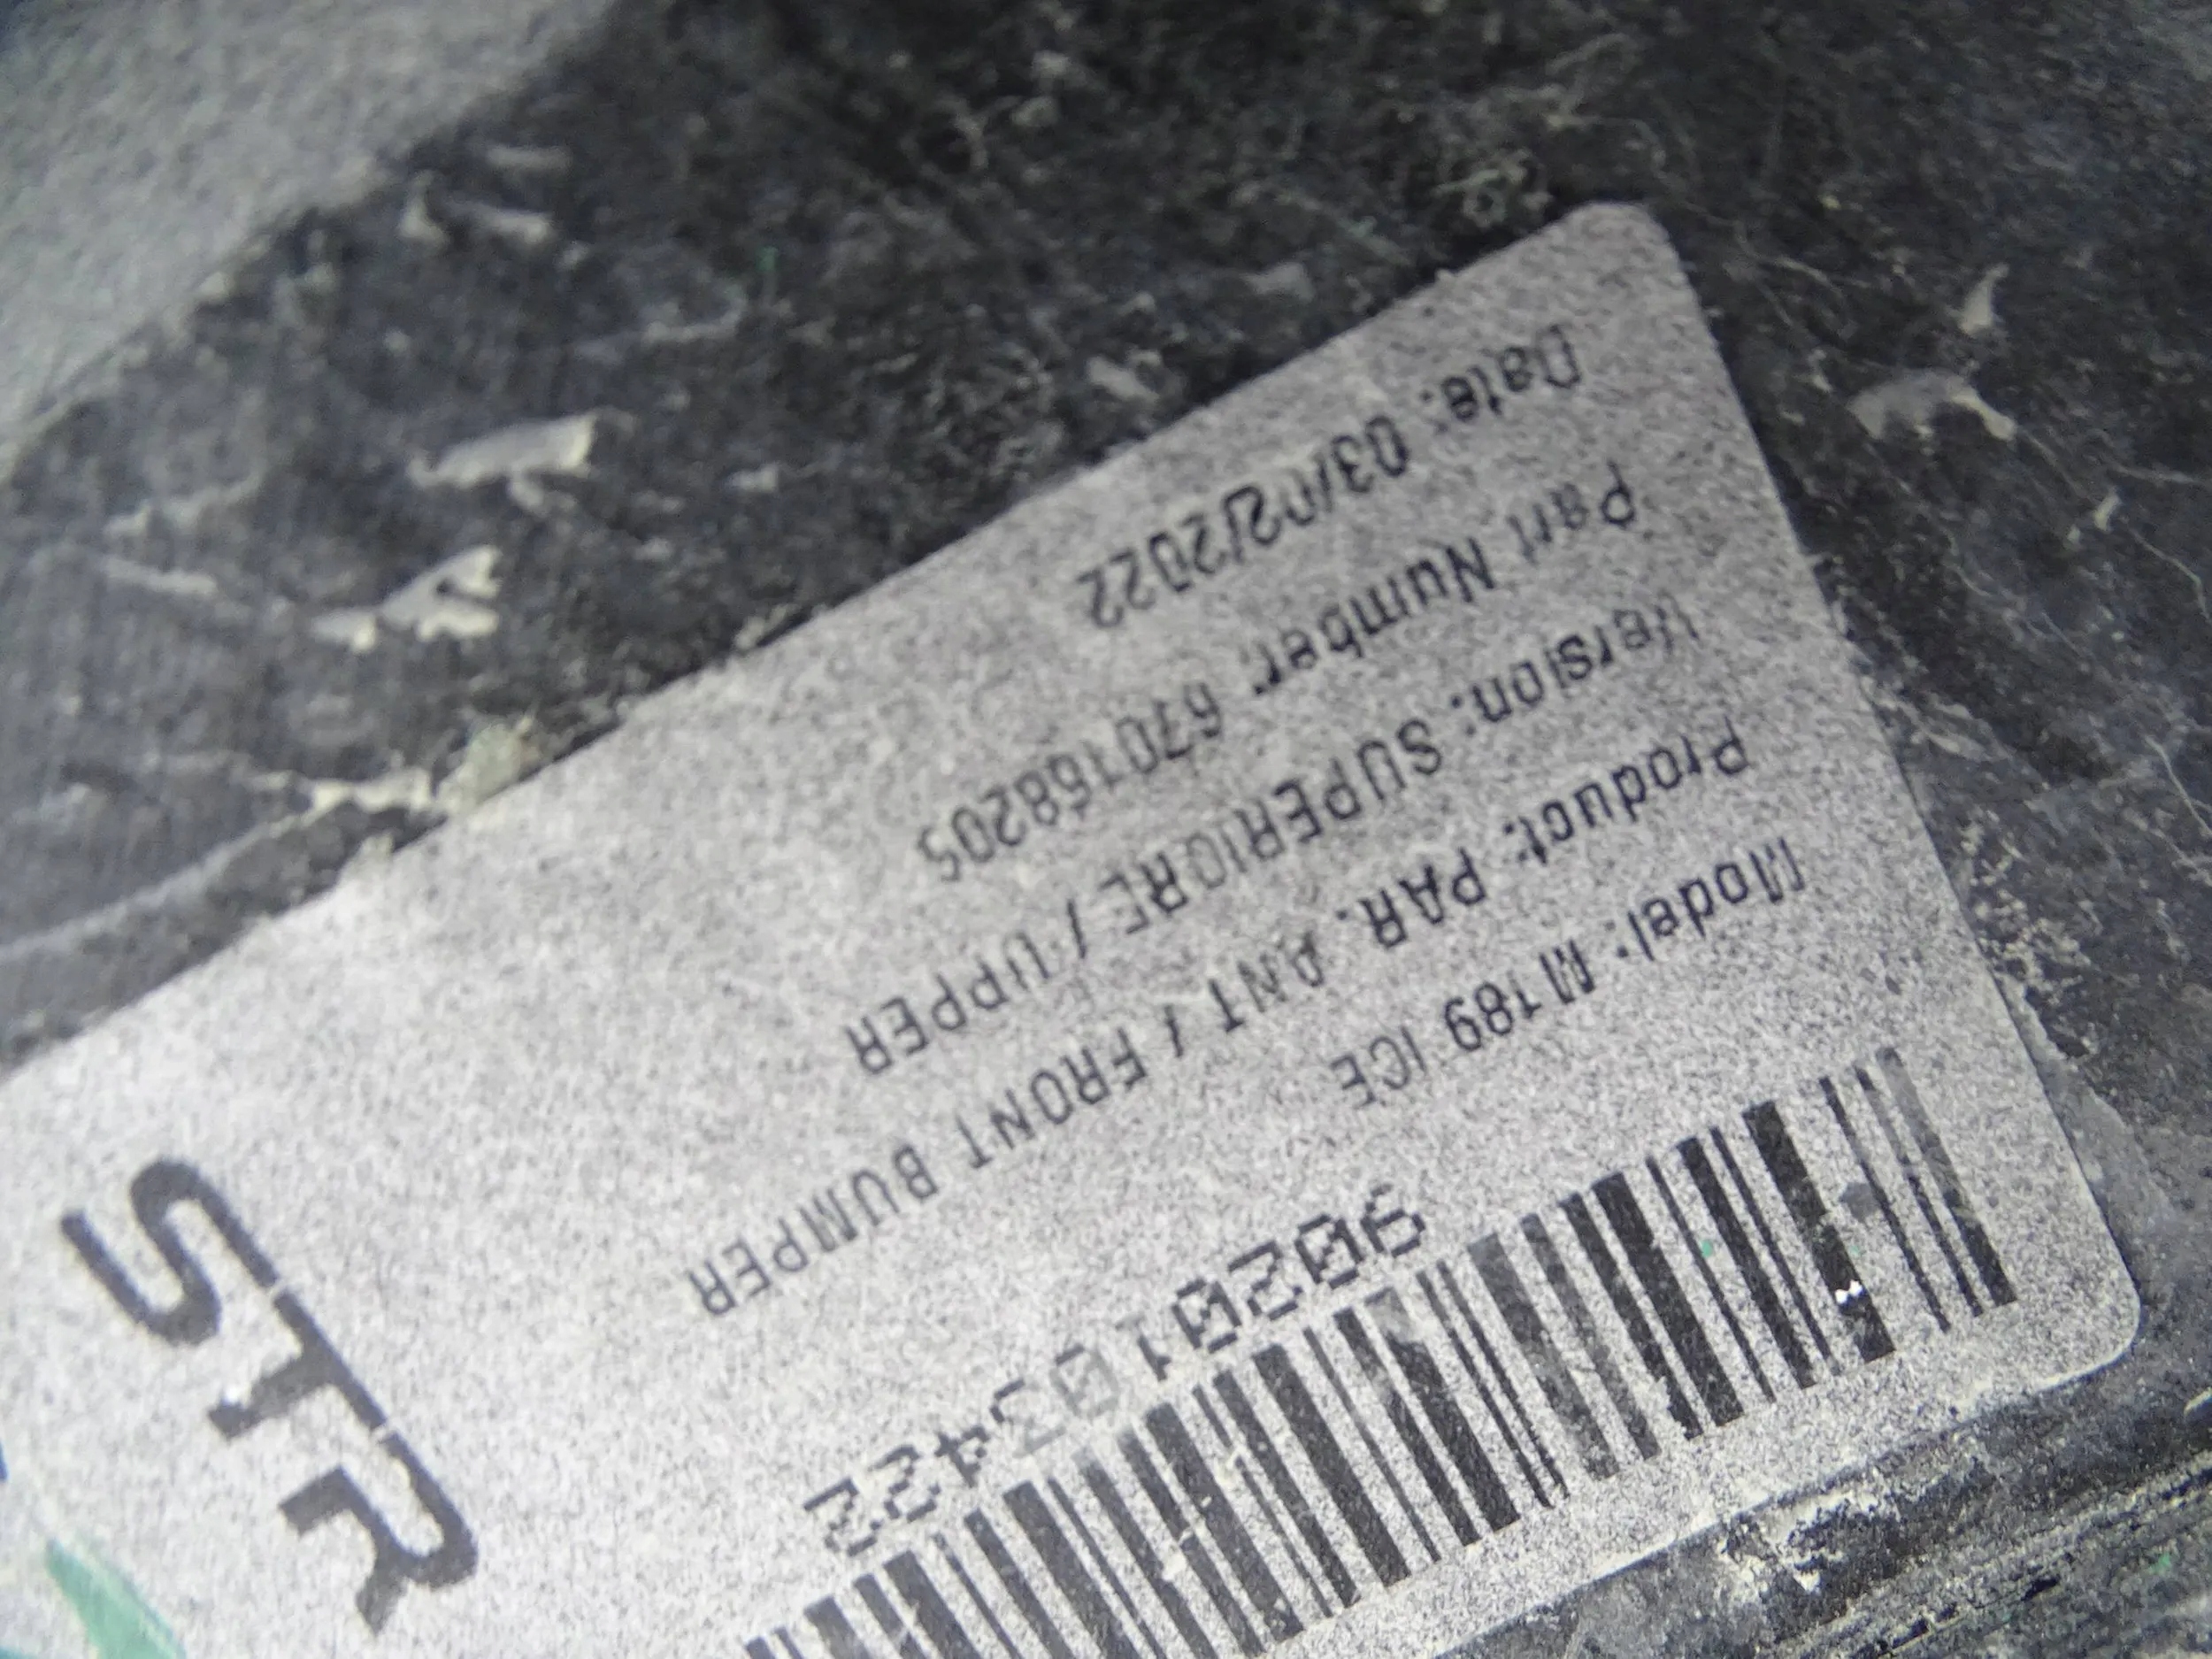 6020103422
Model: M189 ICE
Product: PAR. ANT / FRONT BUMPER
Version: SUPERIORE / UPPER
Part Number: 670168205
Date: 03/02/2022
STR